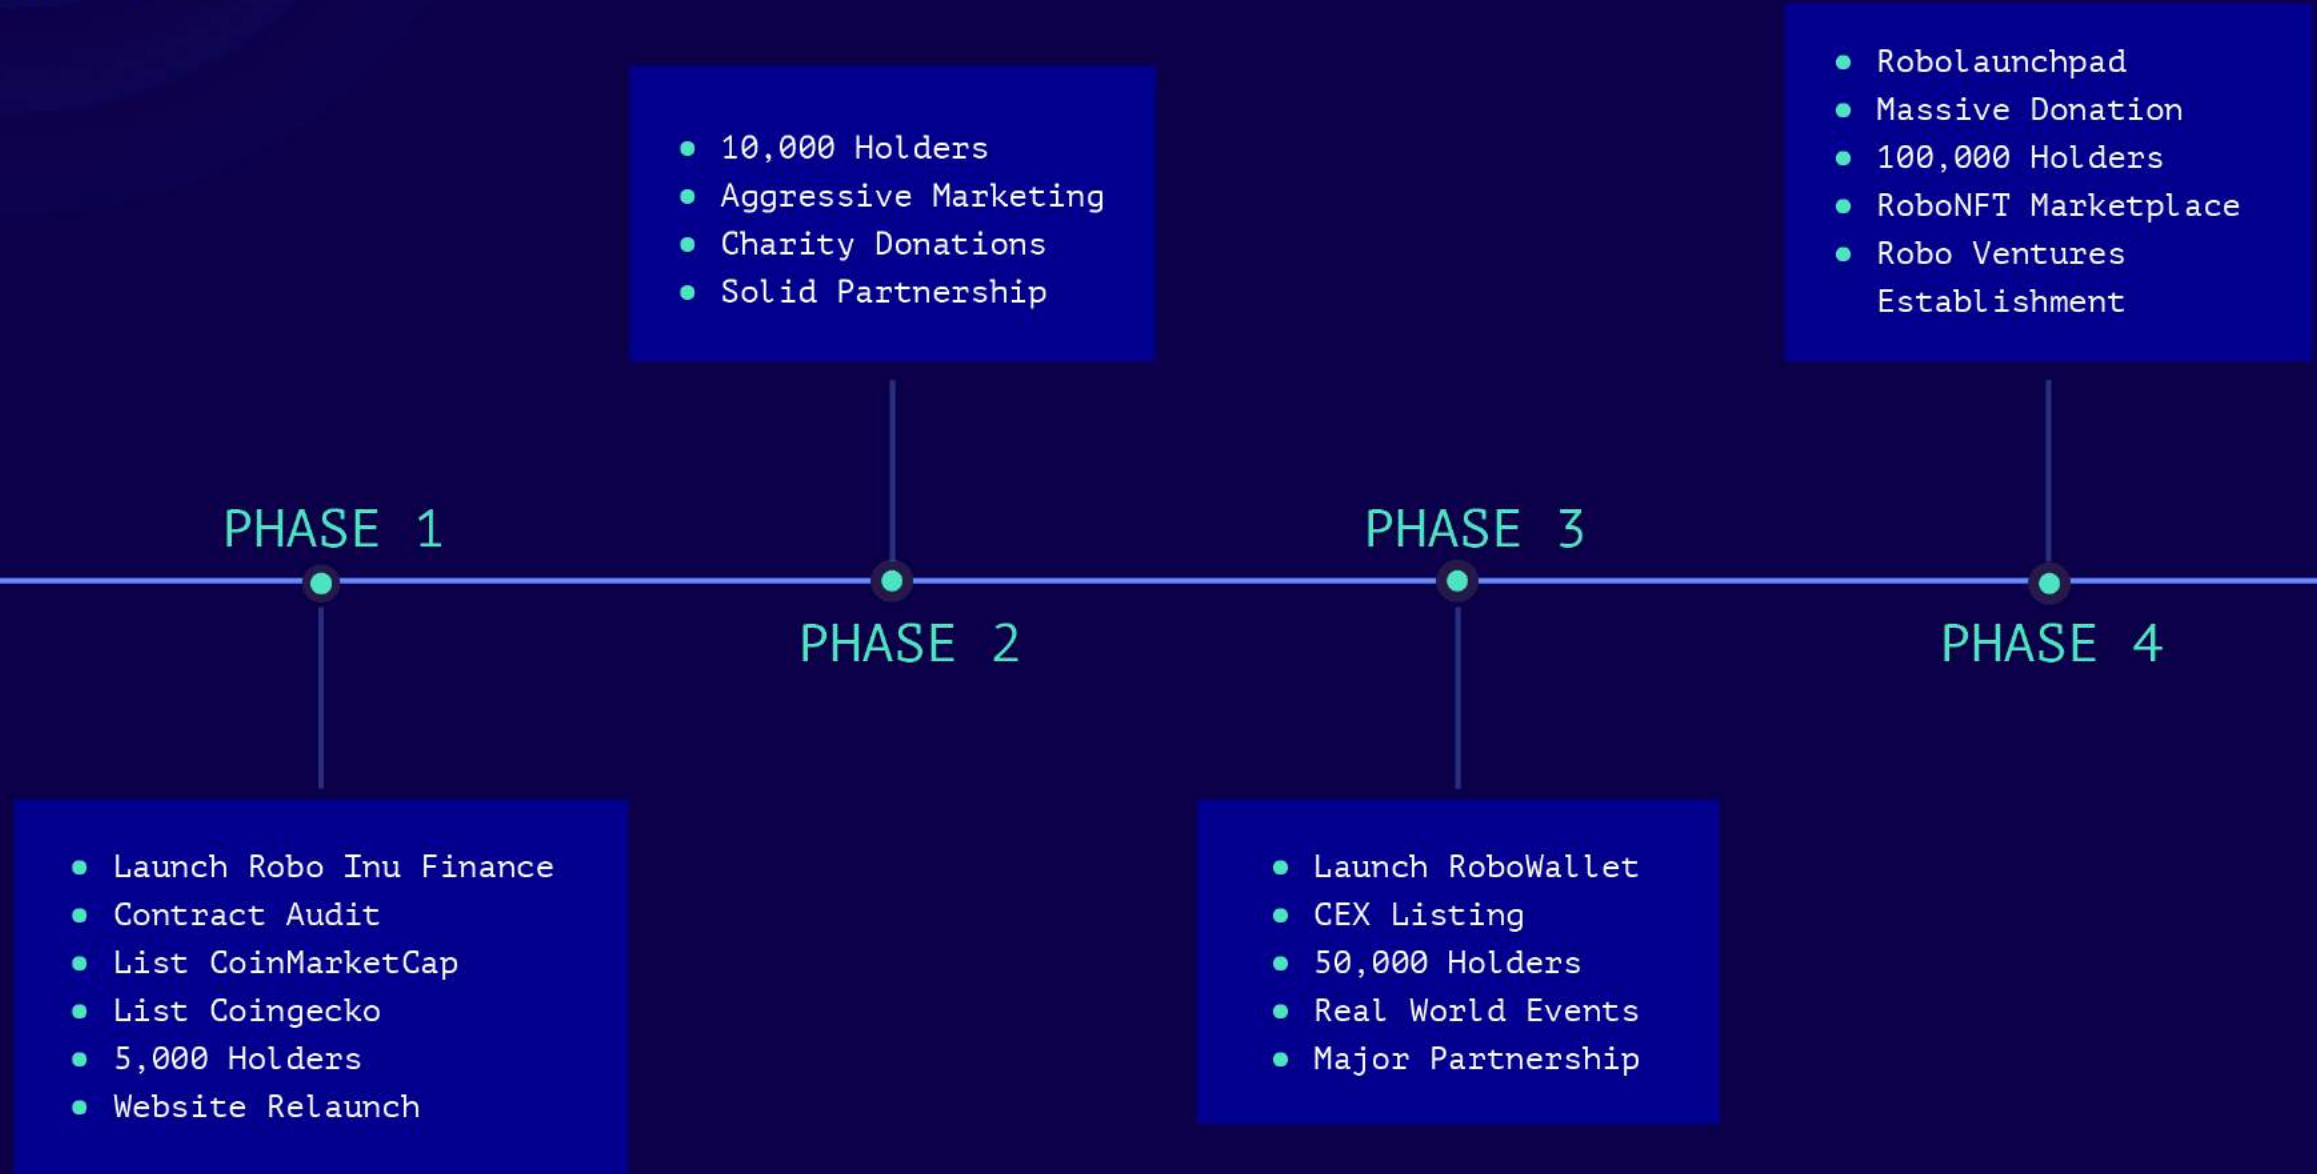 PHASE 1
Launch Robo Inu Finance
Contract Audit
List CoinMarketCap
List Coingecko
5,000 Holders
Website Relaunch
10,000 Holders
Aggressive Marketing
Charity Donations
Solid Partnership
PHASE 2
PHASE 3
Launch RoboWallet
CEX Listing
50,000 Holders
Real World Events
Major Partnership
Robolaunchpad
Massive Donation
100,000 Holders
RoboNFT Marketplace
Robo Ventures
Establishment
PHASE 4